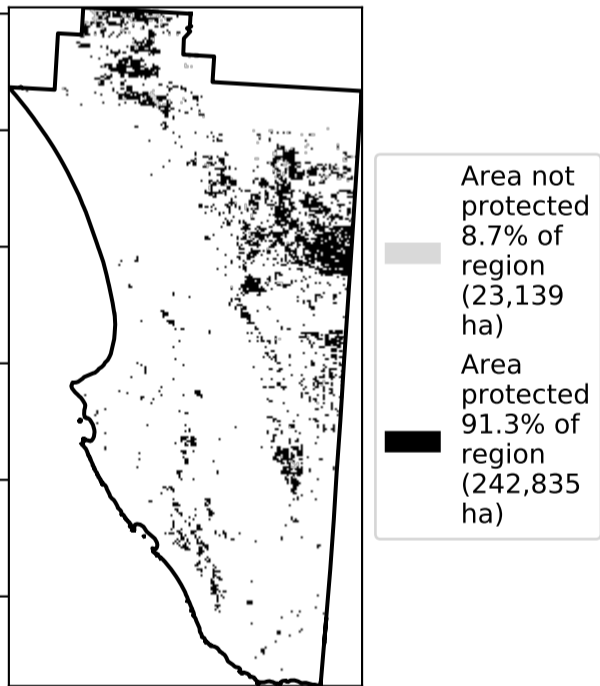 Area not
protected
8.7% of
region
(23,139
ha)
Area
protected
91.3% of
region
(242,835
ha)